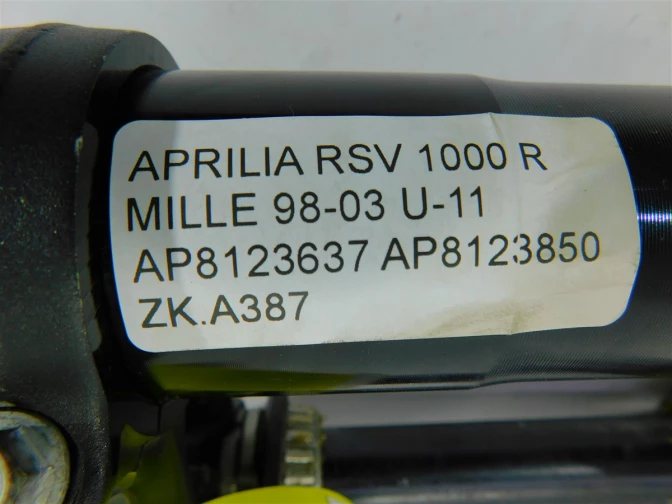 APRILIA RSV 1000 R
MILLE 98-03 U-11
AP8123637 AP8123850
ZK.A387